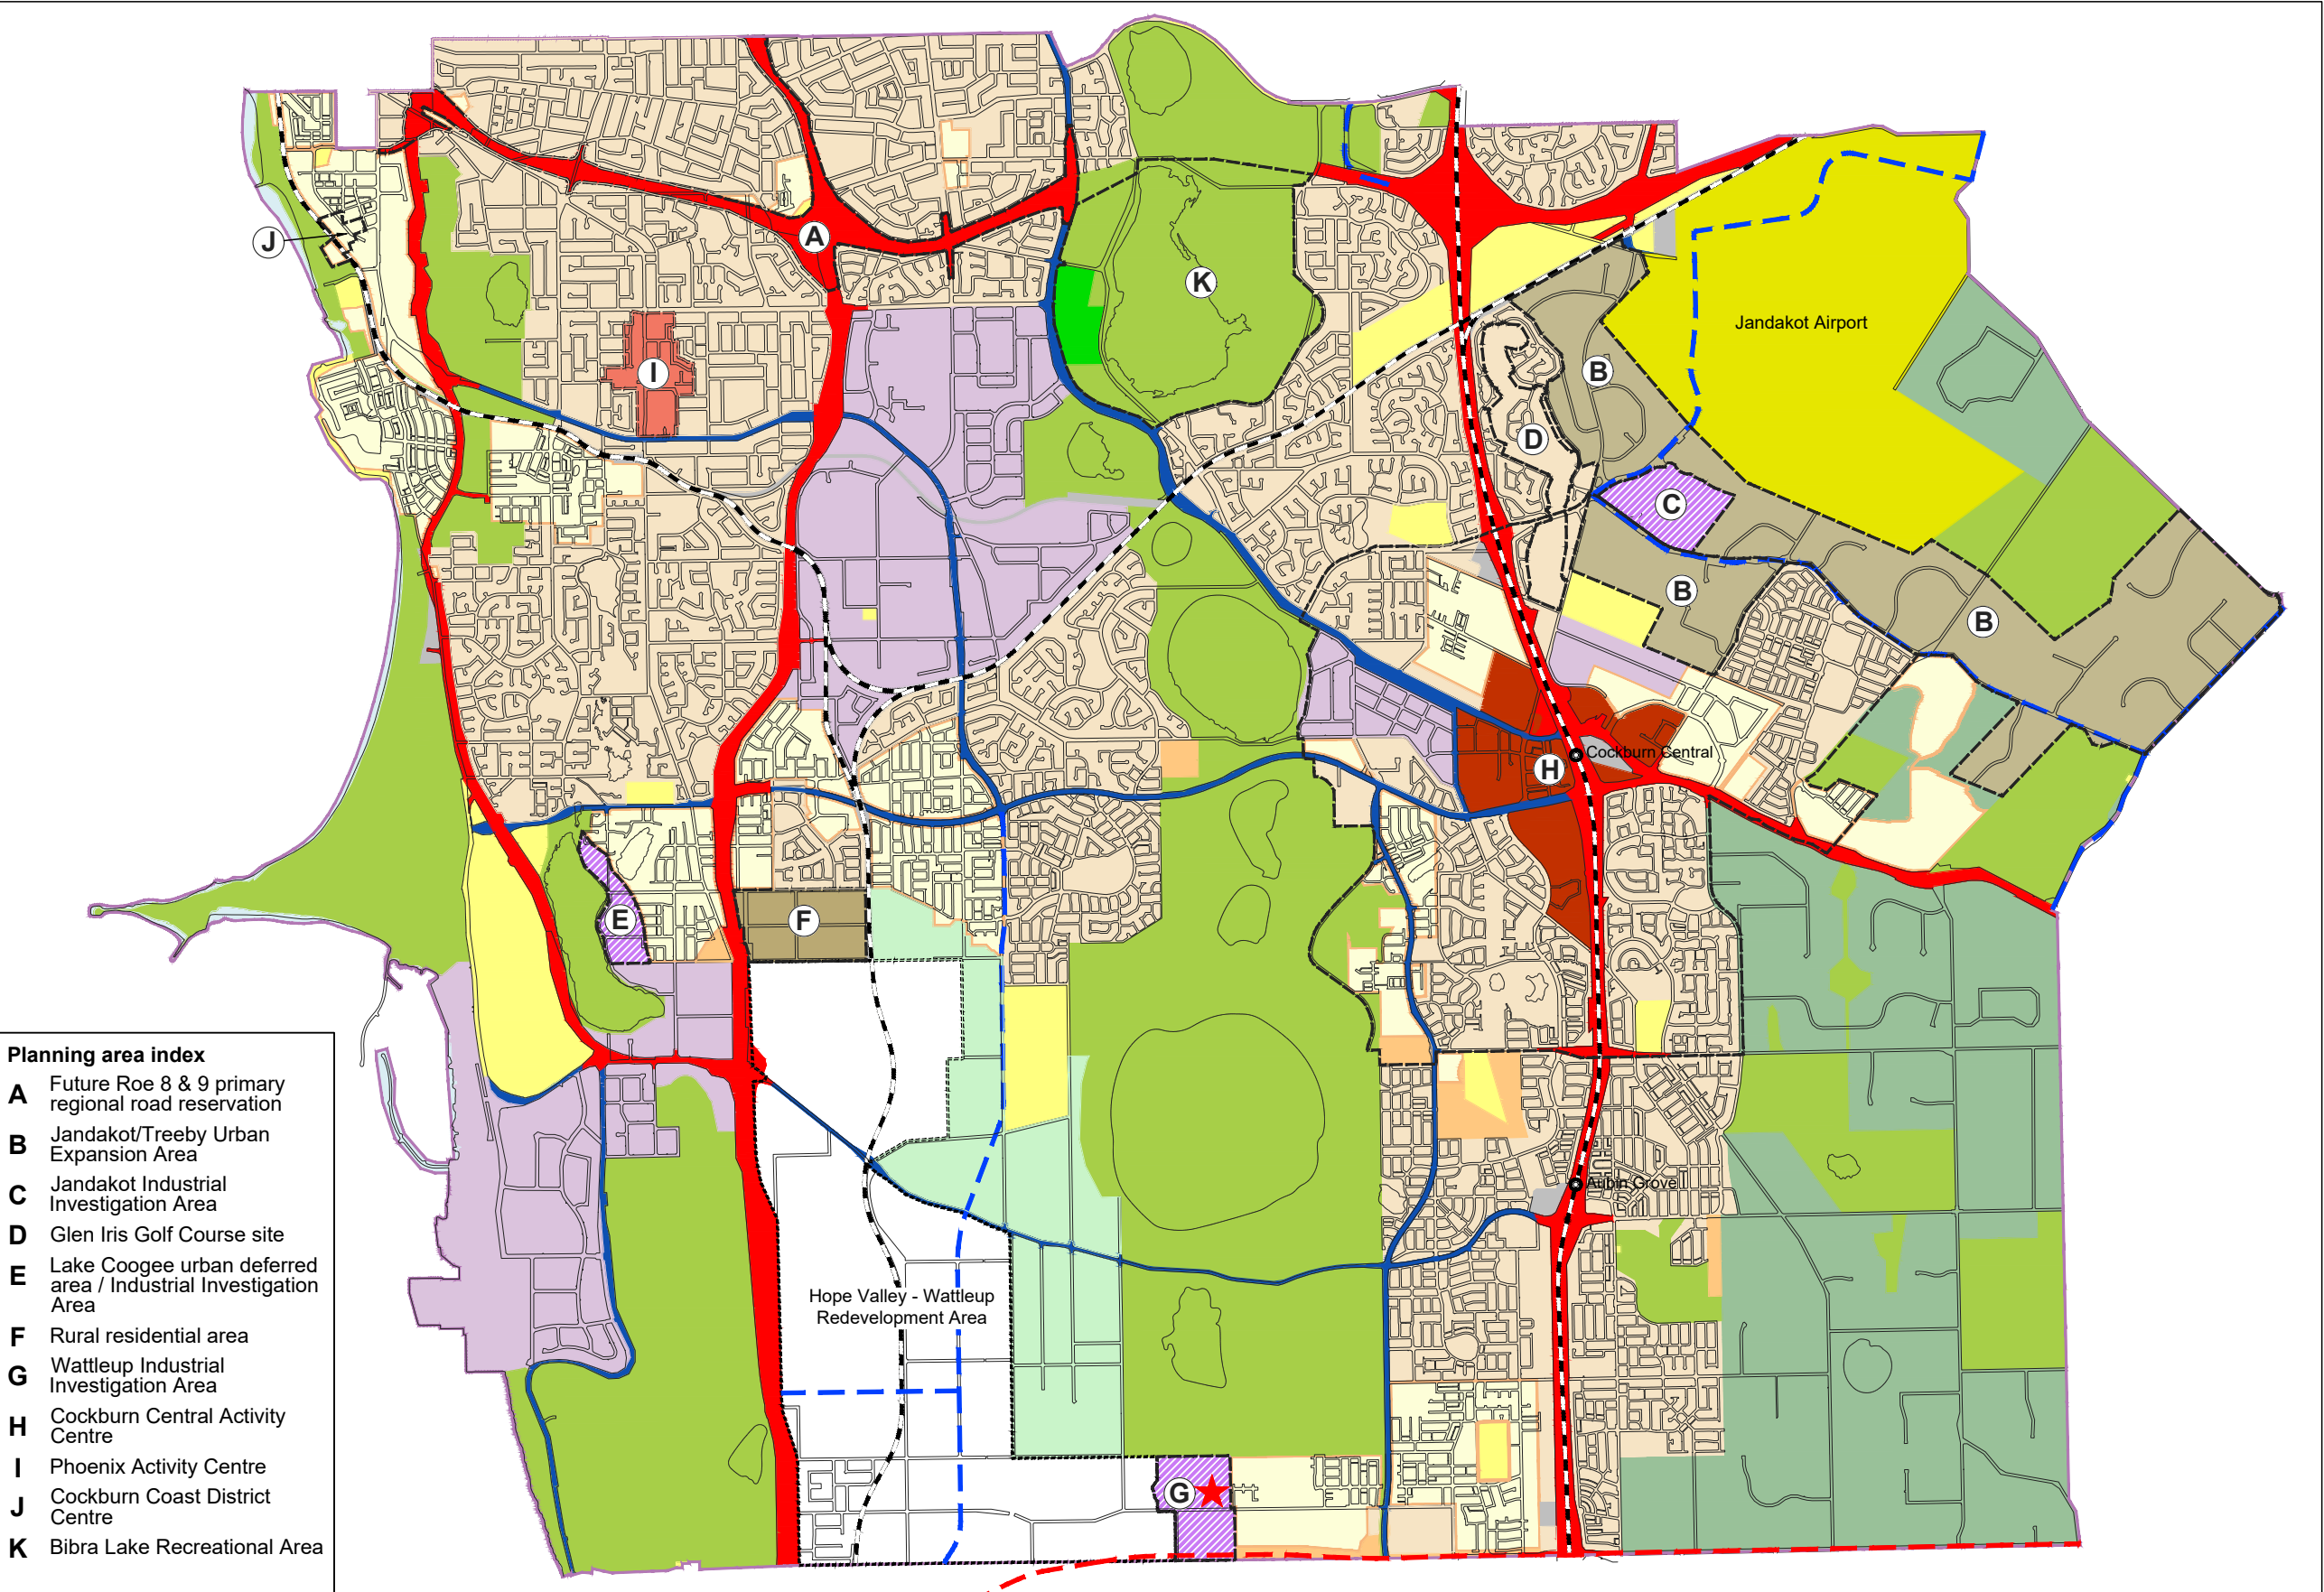 A
K
J
Jandakot Airport
B
I
D
C
B
B
Cockburn Central
H
E
F
Aubin Grove
Hope Valley - Wattleup
Redevelopment Area
G
Planning area index
A Future Roe 8 & 9 primary
regional road reservation
B Jandakot/Treeby Urban
Expansion Area
C Jandakot Industrial
Investigation Area
D Glen Iris Golf Course site
E Lake Coogee urban deferred
area / Industrial Investigation
Area
F Rural residential area
G Wattleup Industrial
Investigation Area
H Cockburn Central Activity
Centre
I Phoenix Activity Centre
J Cockburn Coast District
Centre
K Bibra Lake Recreational Area